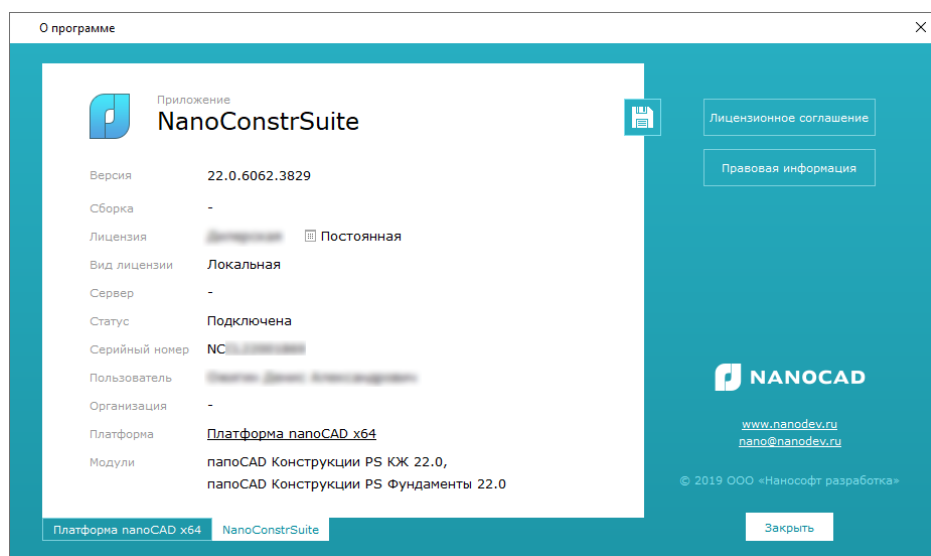 О программе
Приложение
NanoConstrSuite
Версия 22.0.6062.3829
Сборка -
Лицензия Постоянная
Вид лицензии Локальная
Сервер -
Статус Подключена
Серийный номер NC
Пользователь
Организация -
Платформа Платформа nanoCAD x64
Модули nanoCAD Конструкции PS КЖ 22.0,
nanoCAD Конструкции PS Фундаменты 22.0
Платформа nanoCAD x64 NanoConstrSuite
Лицензионное соглашение
Правовая информация
NANOCAD
www.nanodev.ru
nano@nanodev.ru
© 2019 ООО «Нанософт разработка»
Закрыть